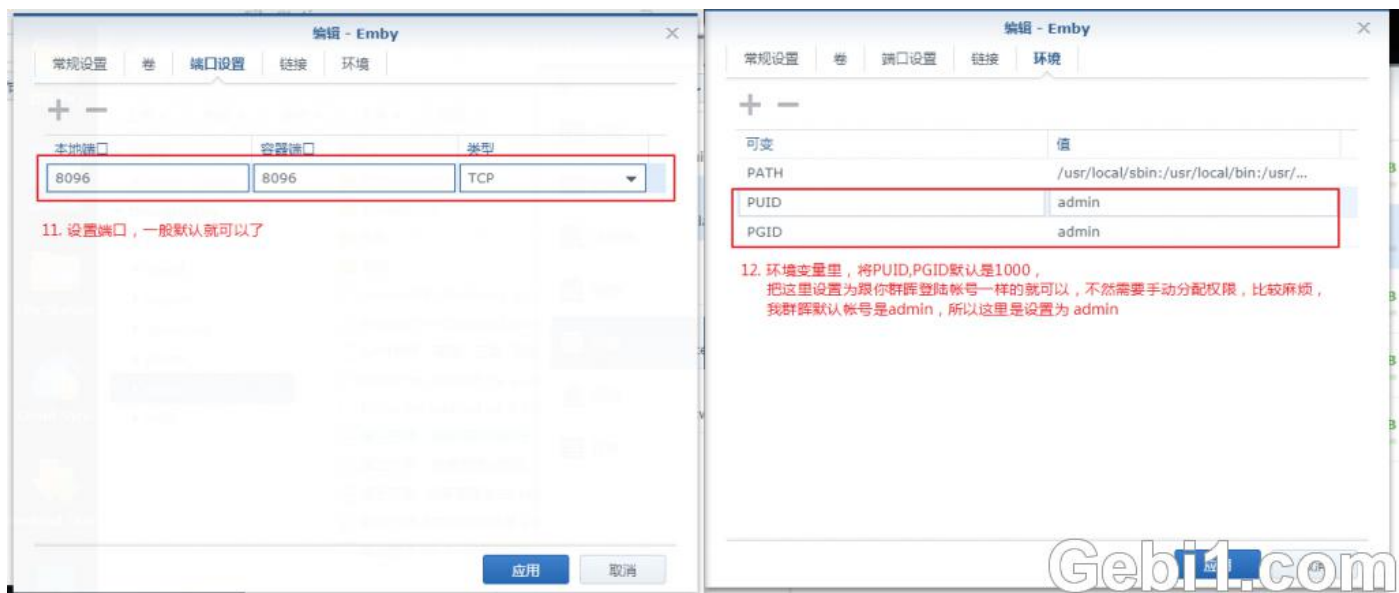 编辑 - Emby
常规设置 卷 端口设置 链接 环境
本地端口 容器端口 类型
8096 8096 TCP
11. 设置端口，一般默认就可以了
应用 取消
编辑 - Emby
常规设置 卷 端口设置 链接 环境
可变 值
PATH /usr/local/sbin:/usr/local/bin:/usr/...
PUID admin
PGID admin
12. 环境变量里，将PUID,PGID默认是1000，
把这里设置为跟你群晖登陆帐号一样的就可以，不然需要手动分配权限，比较麻烦，
我群晖默认帐号是admin，所以这里是设置为 admin
Gebi1.com